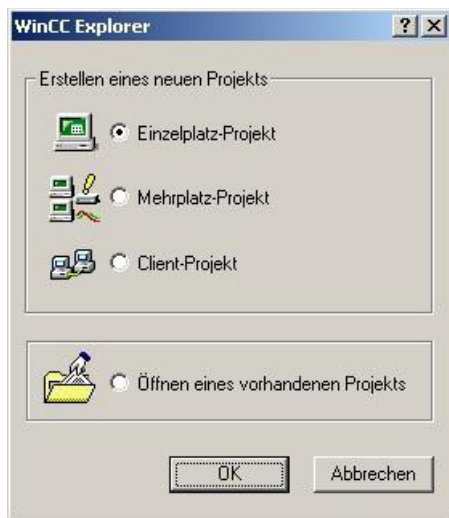 WinCC Explorer
Erstellen eines neuen Projekts
Einzelplatz-Projekt
Mehrplatz-Projekt
Client-Projekt
Öffnen eines vorhandenen Projekts
OK Abbrechen